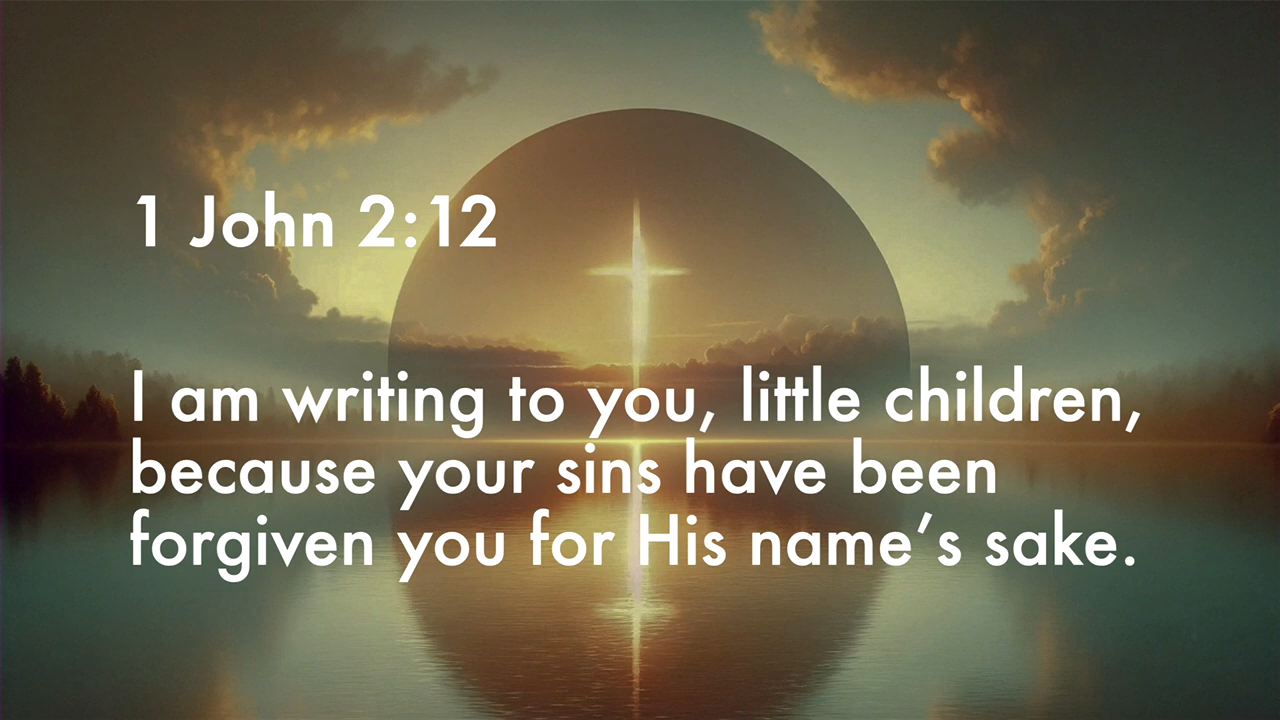 1 John 2:12
I am writing to you, little children,
because your sins have been
forgiven you for His name’s sake.